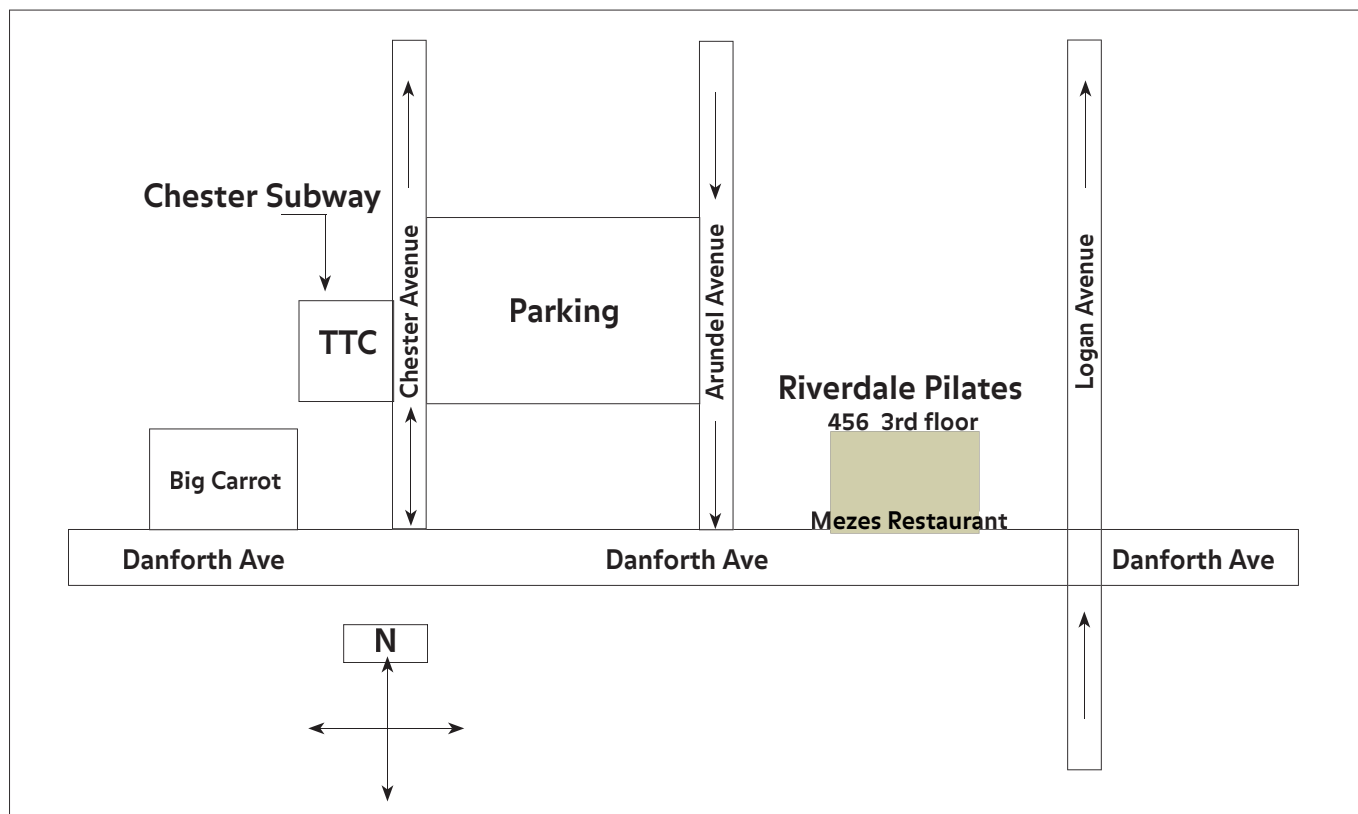 Chester Subway
Chester Avenue
Arundel Avenue
Logan Avenue
Parking
TTC
Riverdale Pilates
456 3rd floor
Big Carrot
Mezes Restaurant
Danforth Ave
Danforth Ave
Danforth Ave
N